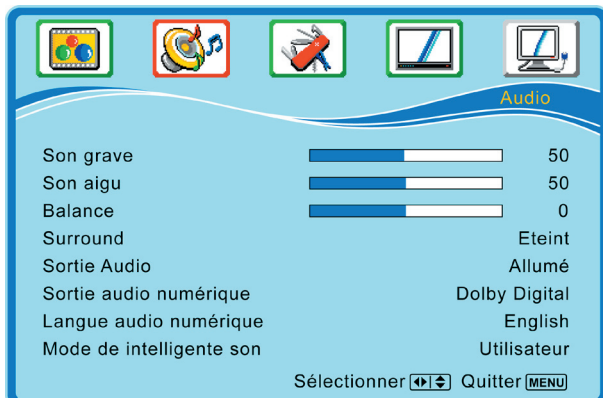 Audio
Son grave 50
Son aigu 50
Balance 0
Surround Eteint
Sortie Audio Allumé
Sortie audio numérique Dolby Digital
Langue audio numérique English
Mode de intelligente son Utilisateur
Sélectionner Quitter MENU